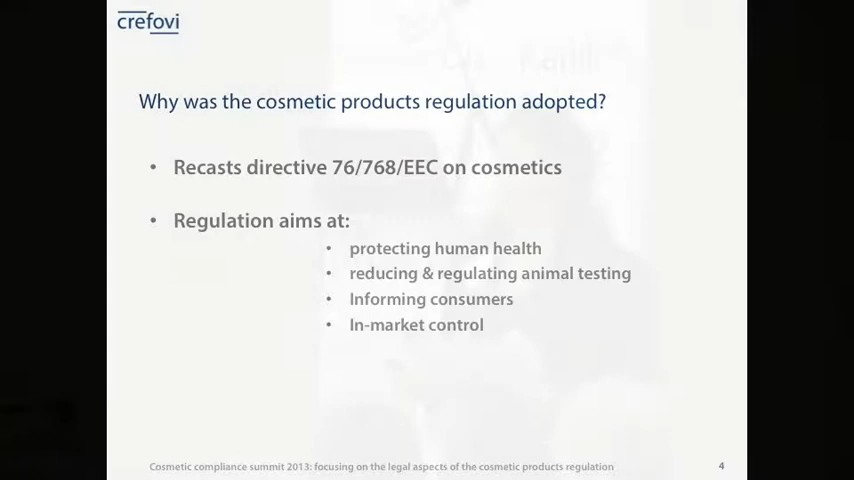 crefovi
Why was the cosmetic products regulation adopted?
• Recasts directive 76/768/EEC on cosmetics
• Regulation aims at:
• protecting human health
• reducing & regulating animal testing
• Informing consumers
• In-market control
Cosmetic compliance summit 2013: focusing on the legal aspects of the cosmetic products regulation 4